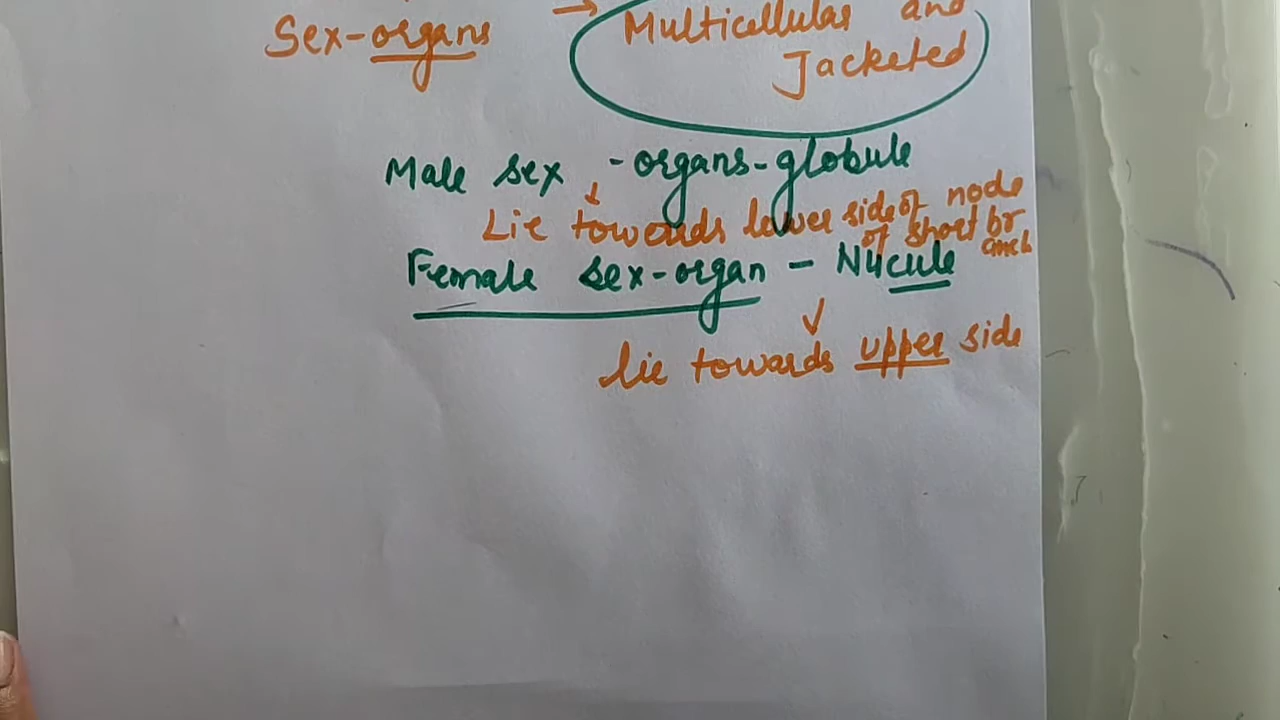 Sex-organs → Multicellular and
Jacketed
Male sex - organs - globule
Lie towards lower side of node
of short br
anch
Female sex-organ - Nucule
lie towards upper side